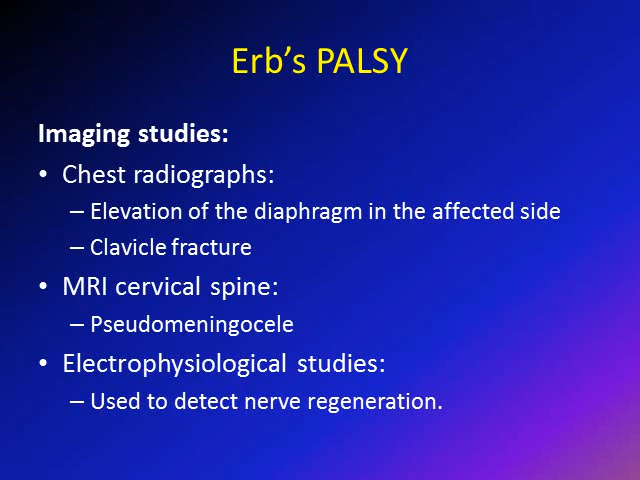 Erb’s PALSY
Imaging studies:
• Chest radiographs:
– Elevation of the diaphragm in the affected side
– Clavicle fracture
• MRI cervical spine:
– Pseudomeningocele
• Electrophysiological studies:
– Used to detect nerve regeneration.